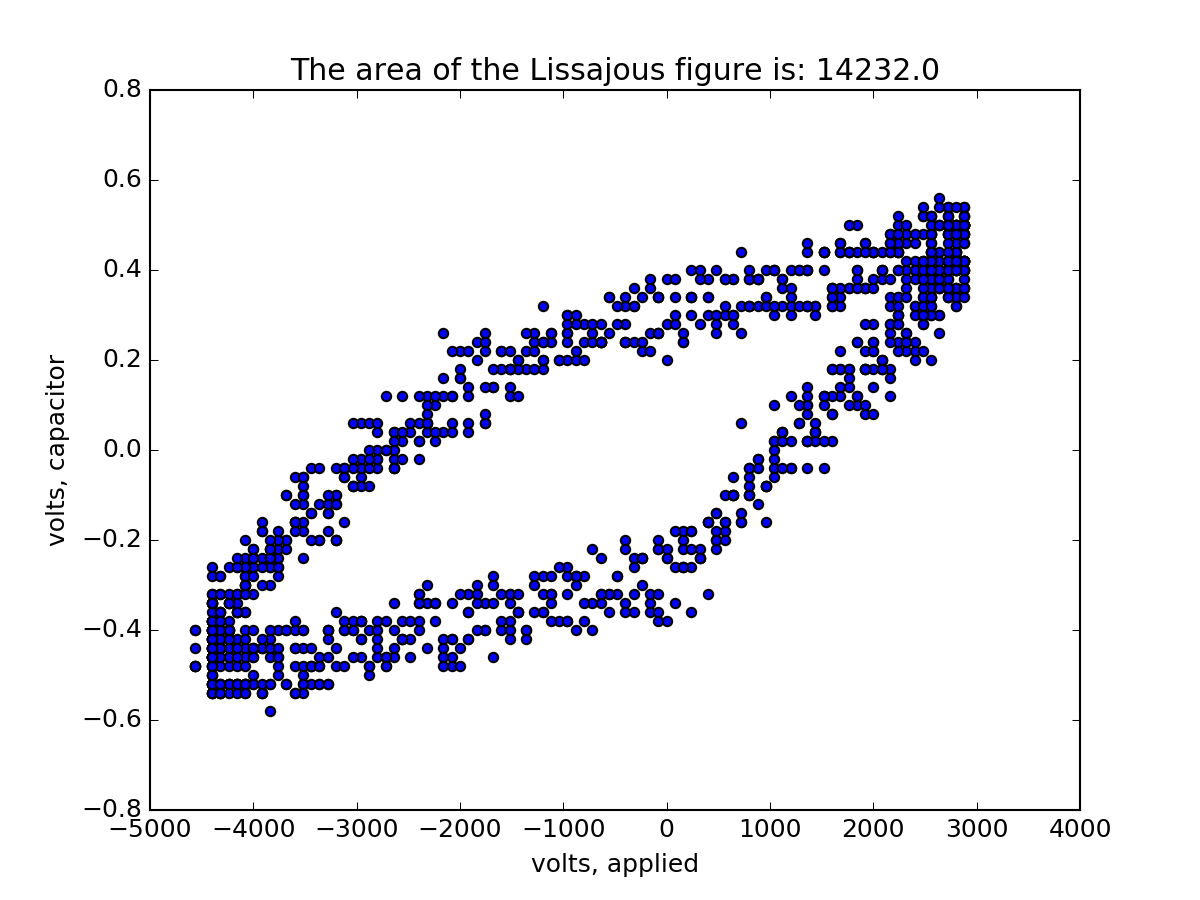 The area of the Lissajous figure is: 14232.0
0.8
0.6
0.4
0.2
0.0
−0.2
−0.4
−0.6
−0.8
volts, capacitor
−5000 −4000 −3000 −2000 −1000 0 1000 2000 3000 4000
volts, applied